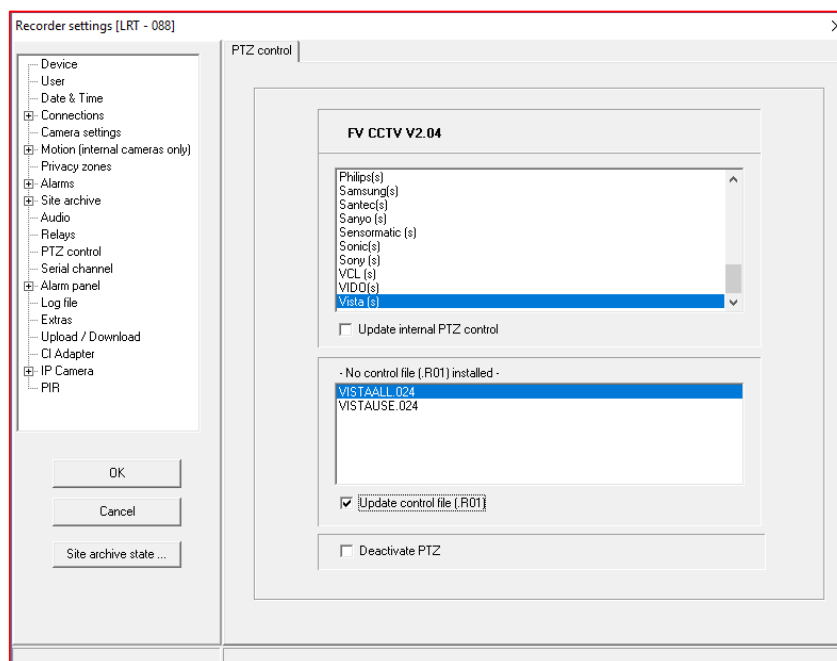 Recorder settings [LRT - 088]
Device
User
Date & Time
Connections
Camera settings
Motion (internal cameras only)
Privacy zones
Alarms
Site archive
Audio
Relays
PTZ control
Serial channel
Alarm panel
Log file
Extras
Upload / Download
CI Adapter
IP Camera
PIR
OK
Cancel
Site archive state ...
PTZ control
FV CCTV V2.04
Philips(s)
Samsung(s)
Santec(s)
Sanyo (s)
Sensormatic (s)
Sonic(s)
Sony (s)
VCL (s)
VIDO(s)
Vista (s)
Update internal PTZ control
- No control file (.R01) installed -
VISTAALL.024
VISTAUSE.024
Update control file (.R01)
Deactivate PTZ